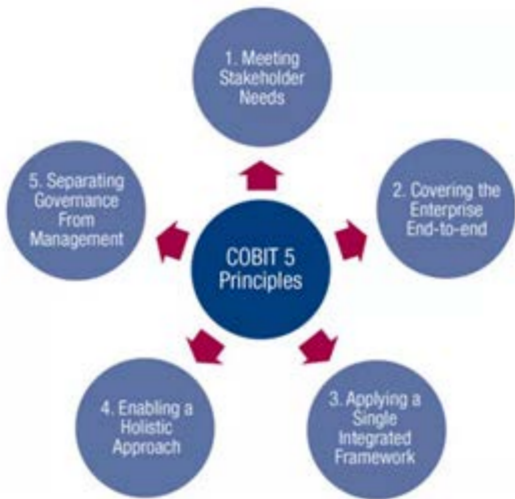 1. Meeting
Stakeholder
Needs
5. Separating
Governance
From
Management
2. Covering the
Enterprise
End-to-end
COBIT 5
Principles
4. Enabling a
Holistic
Approach
3. Applying a
Single
Integrated
Framework